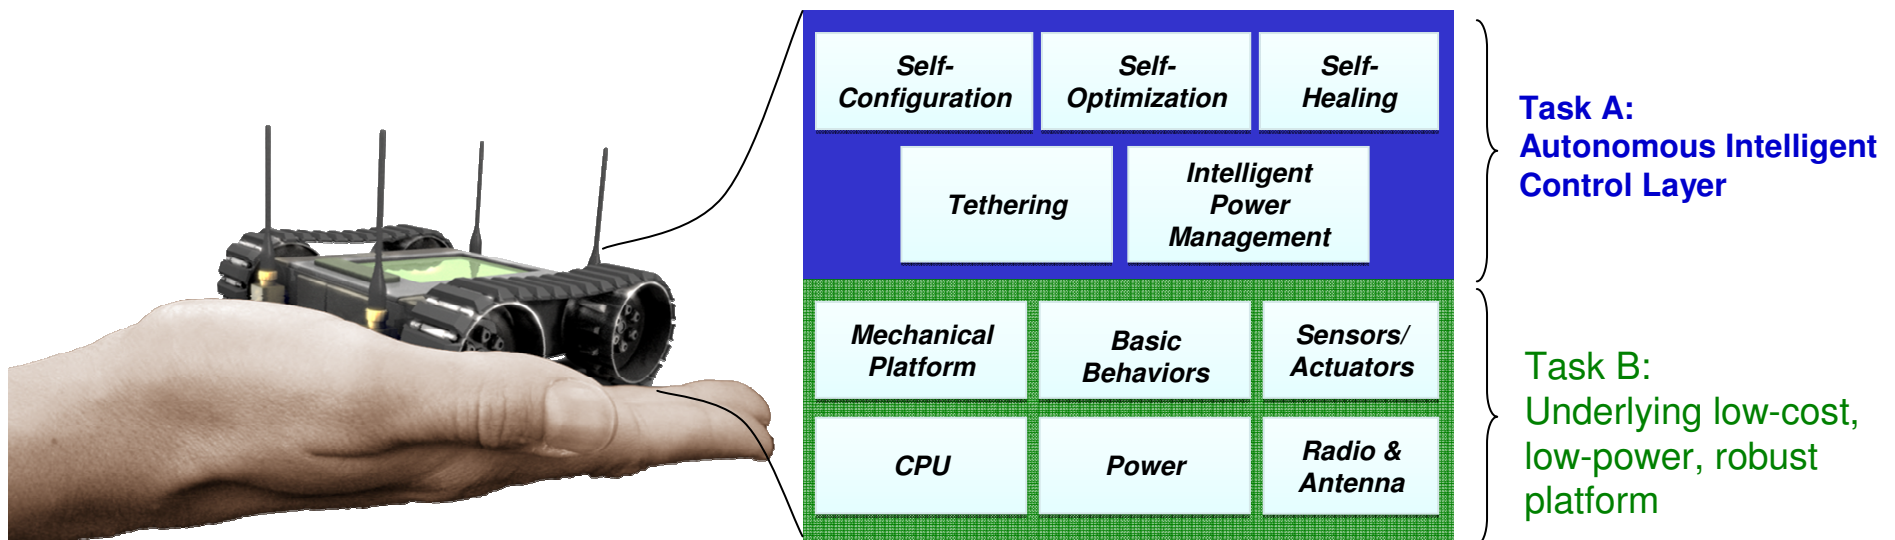 Self-
Configuration
Self-
Optimization
Self-
Healing
Tethering
Intelligent
Power
Management
Task A:
Autonomous Intelligent
Control Layer
Mechanical
Platform
Basic
Behaviors
Sensors/
Actuators
CPU
Power
Radio &
Antenna
Task B:
Underlying low-cost,
low-power, robust
platform